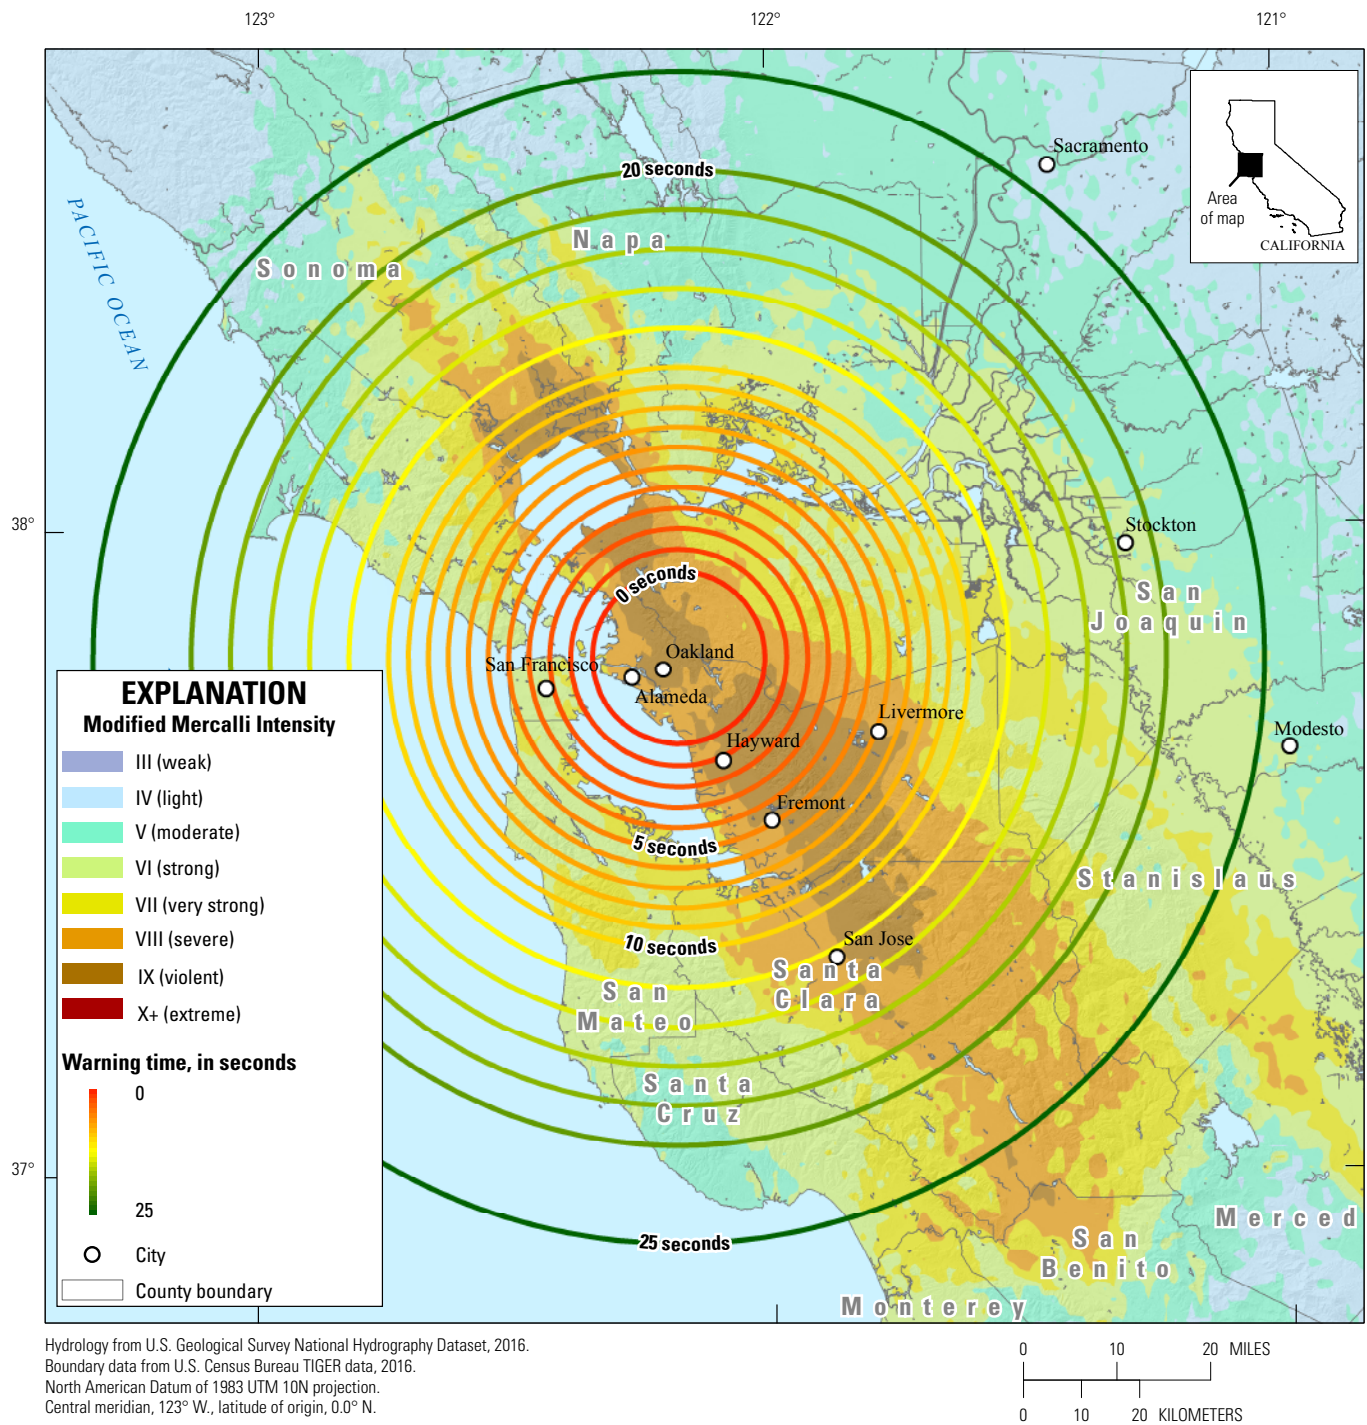 123°
122°
121°
38°
37°
PACIFIC OCEAN
Sacramento
Area
of map
CALIFORNIA
20 seconds
Napa
Sonoma
Stockton
San
Joaquin
0 seconds
Oakland
San Francisco
Alameda
Livermore
Hayward
Modesto
Fremont
5 seconds
Stanislaus
10 seconds
San Jose
Santa
Clara
San
Mateo
Santa
Cruz
Merced
25 seconds
San
Benito
Monterey
EXPLANATION
Modified Mercalli Intensity
III (weak)
IV (light)
V (moderate)
VI (strong)
VII (very strong)
VIII (severe)
IX (violent)
X+ (extreme)
Warning time, in seconds
0
25
City
County boundary
Hydrology from U.S. Geological Survey National Hydrography Dataset, 2016.
Boundary data from U.S. Census Bureau TIGER data, 2016.
North American Datum of 1983 UTM 10N projection.
Central meridian, 123° W., latitude of origin, 0.0° N.
0 10 20 MILES
0 10 20 KILOMETERS